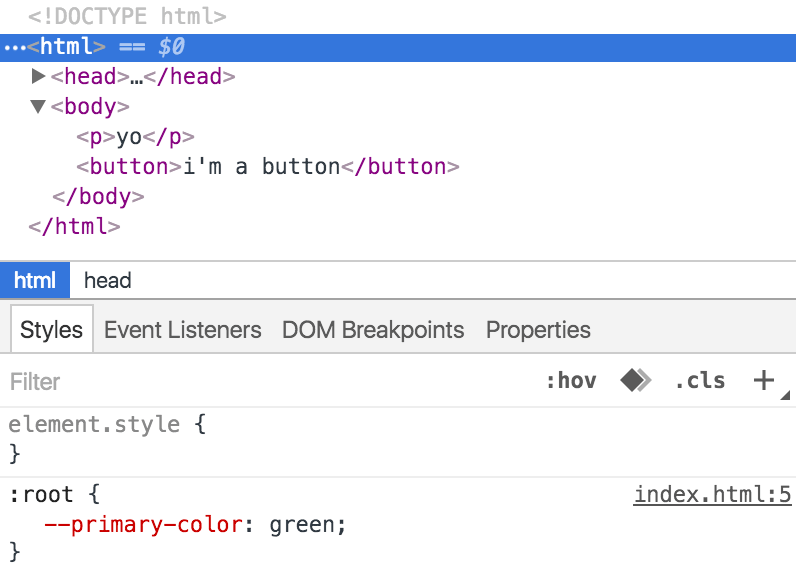 <!DOCTYPE html>
…<html> == $0
▶<head>…</head>
▼<body>
<p>yo</p>
<button>i'm a button</button>
</body>
</html>
html head
Styles Event Listeners DOM Breakpoints Properties
Filter :hov .cls +
element.style {
}
:root { index.html:5
--primary-color: green;
}